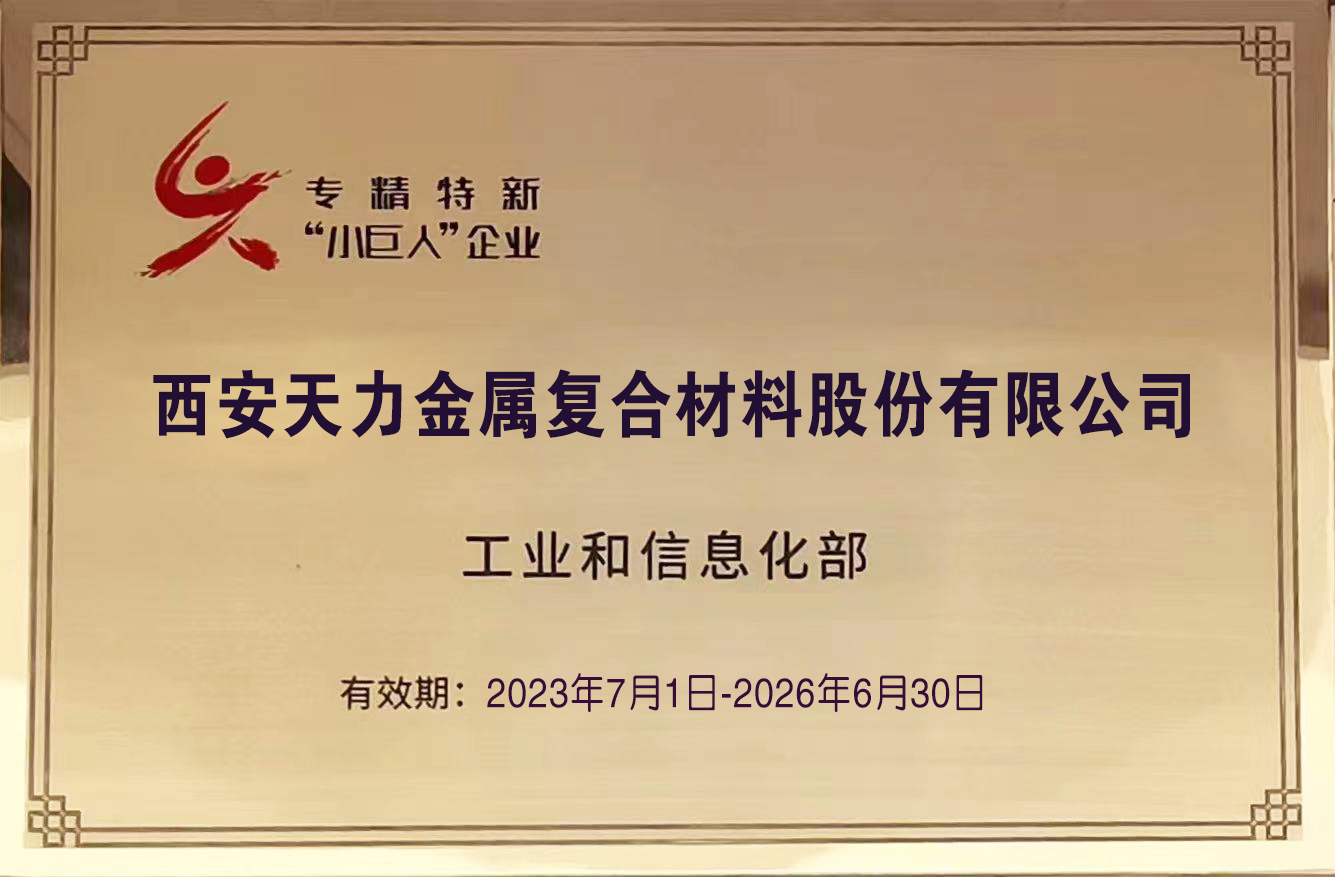 专精特新
“小巨人”企业
西安天力金属复合材料股份有限公司
工业和信息化部
有效期：2023年7月1日-2026年6月30日